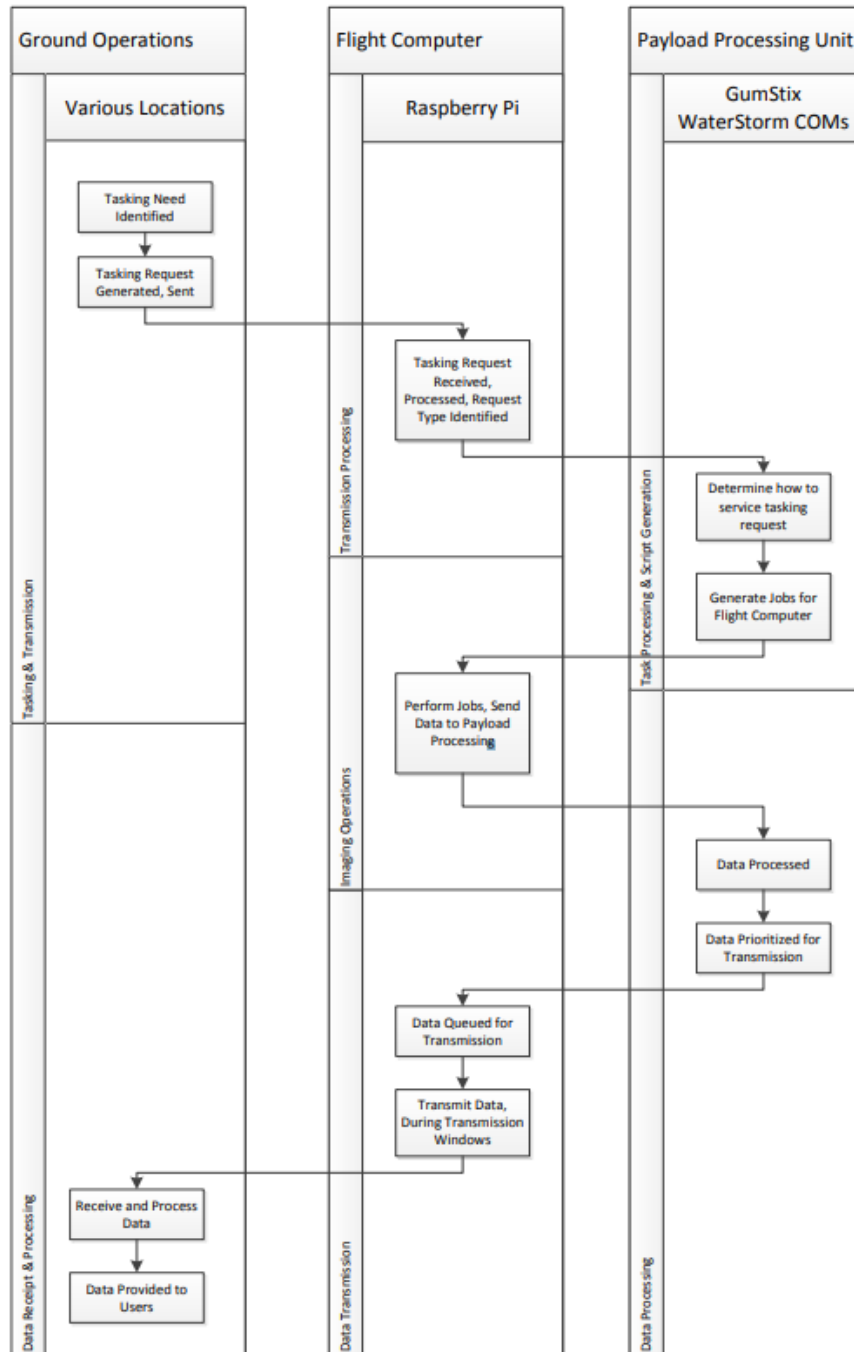 Ground Operations
Various Locations
Tasking & Transmission
Tasking Need
Identified
Tasking Request
Generated, Sent
Data Receipt & Processing
Receive and Process
Data
Data Provided to
Users
Flight Computer
Raspberry Pi
Transmission Processing
Tasking Request
Received,
Processed, Request
Type Identified
Imaging Operations
Perform Jobs, Send
Data to Payload
Processing
Data Transmission
Data Queued for
Transmission
Transmit Data,
During Transmission
Windows
Payload Processing Unit
GumStix
WaterStorm COMs
Task Processing & Script Generation
Determine how to
service tasking
request
Generate Jobs for
Flight Computer
Data Processing
Data Processed
Data Prioritized for
Transmission